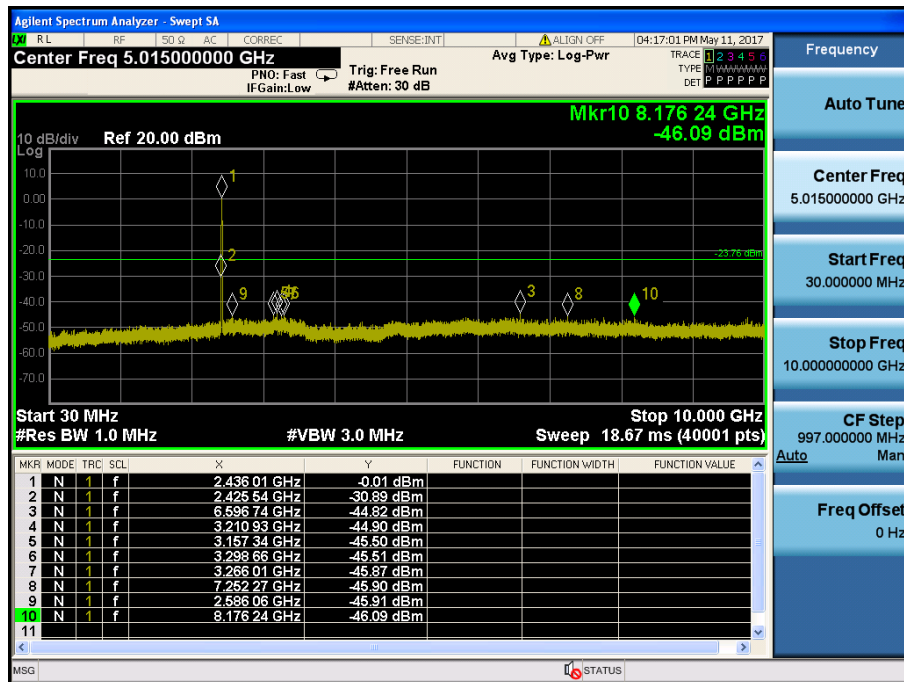 Agilent Spectrum Analyzer - Swept SA
LXI RL RF 50 Ω AC CORREC SENSE:INT ALIGN OFF 04:17:01 PM May 11, 2017
Center Freq 5.015000000 GHz
PNO: Fast
IFGain:Low
Trig: Free Run
#Atten: 30 dB
Avg Type: Log-Pwr
TRACE 1 2 3 4 5 6
TYPE M W W W W W
DET P P P P P P
Mkr10 8.176 24 GHz
-46.09 dBm
10 dB/div Ref 20.00 dBm
Log
10.0
0.00
-10.0
-20.0
-30.0
-40.0
-50.0
-60.0
-70.0
1
2
9
3
8
10
-23.76 dBm
Start 30 MHz Stop 10.000 GHz
#Res BW 1.0 MHz #VBW 3.0 MHz Sweep 18.67 ms (40001 pts)
MKR MODE TRC SCL X Y FUNCTION FUNCTION WIDTH FUNCTION VALUE
1 N 1 f 2.436 01 GHz -0.01 dBm
2 N 1 f 2.425 54 GHz -30.89 dBm
3 N 1 f 6.596 74 GHz -44.82 dBm
4 N 1 f 3.210 93 GHz -44.90 dBm
5 N 1 f 3.157 34 GHz -45.50 dBm
6 N 1 f 3.298 66 GHz -45.51 dBm
7 N 1 f 3.266 01 GHz -45.87 dBm
8 N 1 f 7.252 27 GHz -45.90 dBm
9 N 1 f 2.586 06 GHz -45.91 dBm
10 N 1 f 8.176 24 GHz -46.09 dBm
11
MSG STATUS
Frequency
Auto Tune
Center Freq
5.015000000 GHz
Start Freq
30.000000 MHz
Stop Freq
10.000000000 GHz
CF Step
997.000000 MHz
Auto Man
Freq Offset
0 Hz